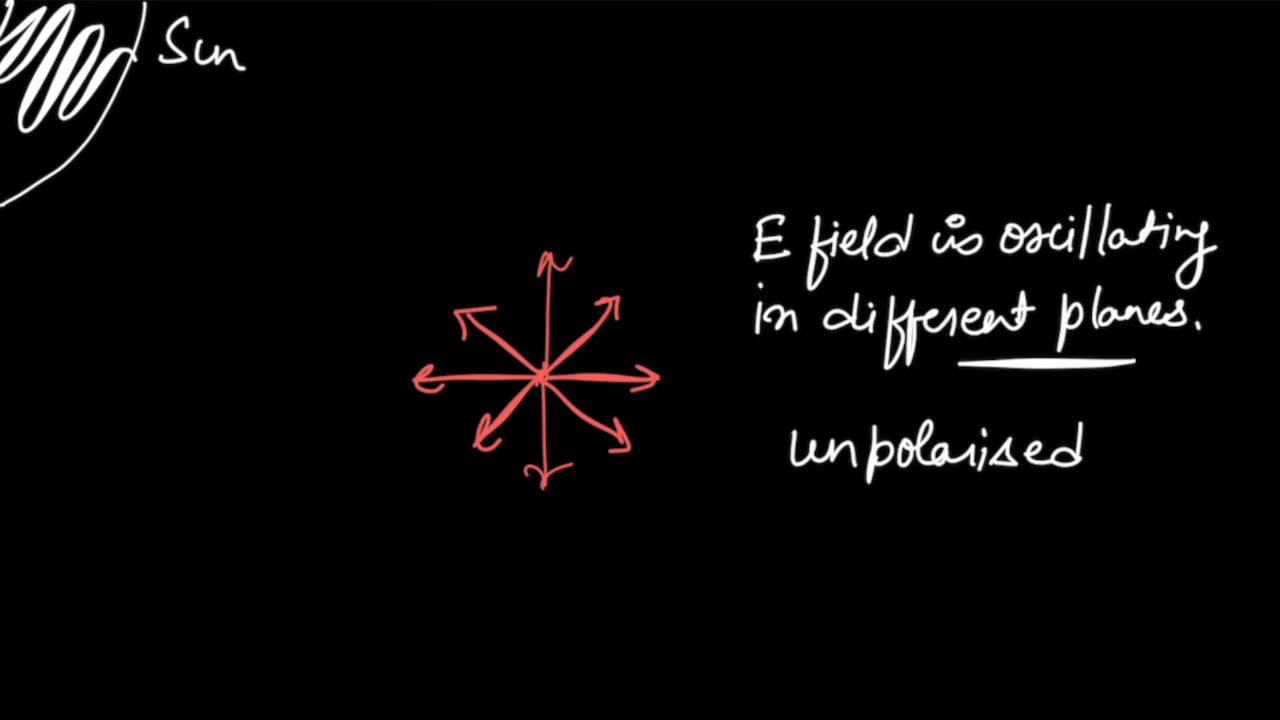 Sun
E field is oscillating
in different planes.
unpolarised